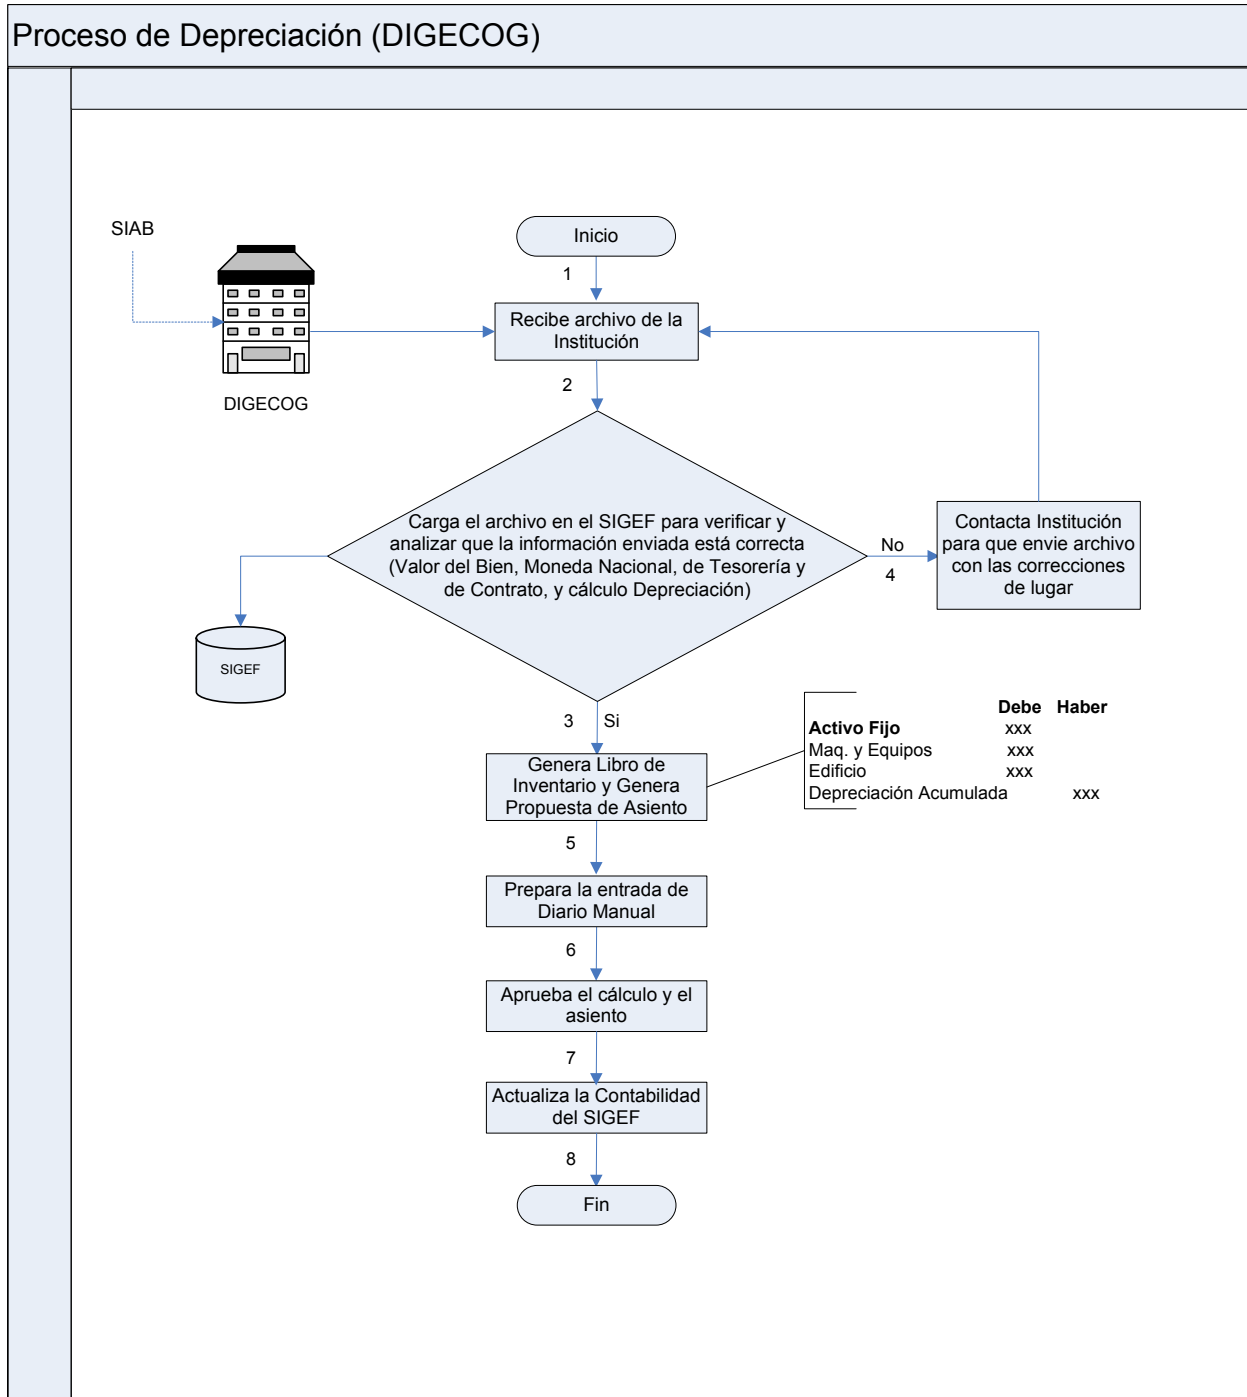 Proceso de Depreciación (DIGECOG)
SIAB
DIGECOG
Inicio
1
Recibe archivo de la
Institución
2
Carga el archivo en el SIGEF para verificar y
analizar que la información enviada está correcta
(Valor del Bien, Moneda Nacional, de Tesorería y
de Contrato, y cálculo Depreciación)
No
4
Contacta Institución
para que envie archivo
con las correcciones
de lugar
SIGEF
3 Si
Genera Libro de
Inventario y Genera
Propuesta de Asiento
Debe Haber
Activo Fijo xxx
Maq. y Equipos xxx
Edificio xxx
Depreciación Acumulada xxx
5
Prepara la entrada de
Diario Manual
6
Aprueba el cálculo y el
asiento
7
Actualiza la Contabilidad
del SIGEF
8
Fin